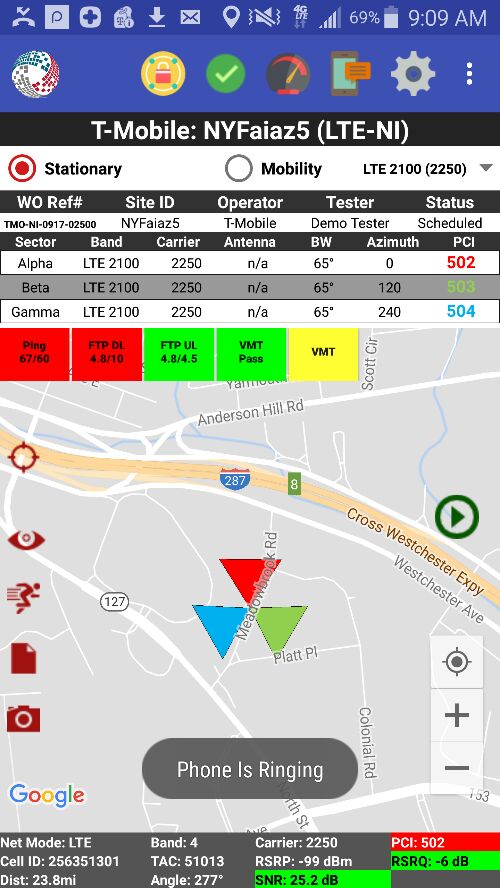 4G LTE 69% 9:09 AM
T-Mobile: NYFaiaz5 (LTE-NI)
Stationary Mobility LTE 2100 (2250)
WO Ref# Site ID Operator Tester Status
TMO-NI-0917-02500 NYFaiaz5 T-Mobile Demo Tester Scheduled
Sector Band Carrier Antenna BW Azimuth PCI
Alpha LTE 2100 2250 n/a 65° 0 502
Beta LTE 2100 2250 n/a 65° 120 503
Gamma LTE 2100 2250 n/a 65° 240 504
Ping FTP DL FTP UL VMT VMT
67/60 4.8/10 4.8/4.5 Pass
Scott Cir
Anderson Hill Rd
287
8
Cross Westchester Expy
Westchester Ave
Meadowbrook Rd
127
Platt Pl
Colonial Rd
Phone Is Ringing
Google
North St
Ave
153
Net Mode: LTE Band: 4 Carrier: 2250 PCI: 502
Cell ID: 256351301 TAC: 51013 RSRP: -99 dBm RSRQ: -6 dB
Dist: 23.8mi Angle: 277° SNR: 25.2 dB